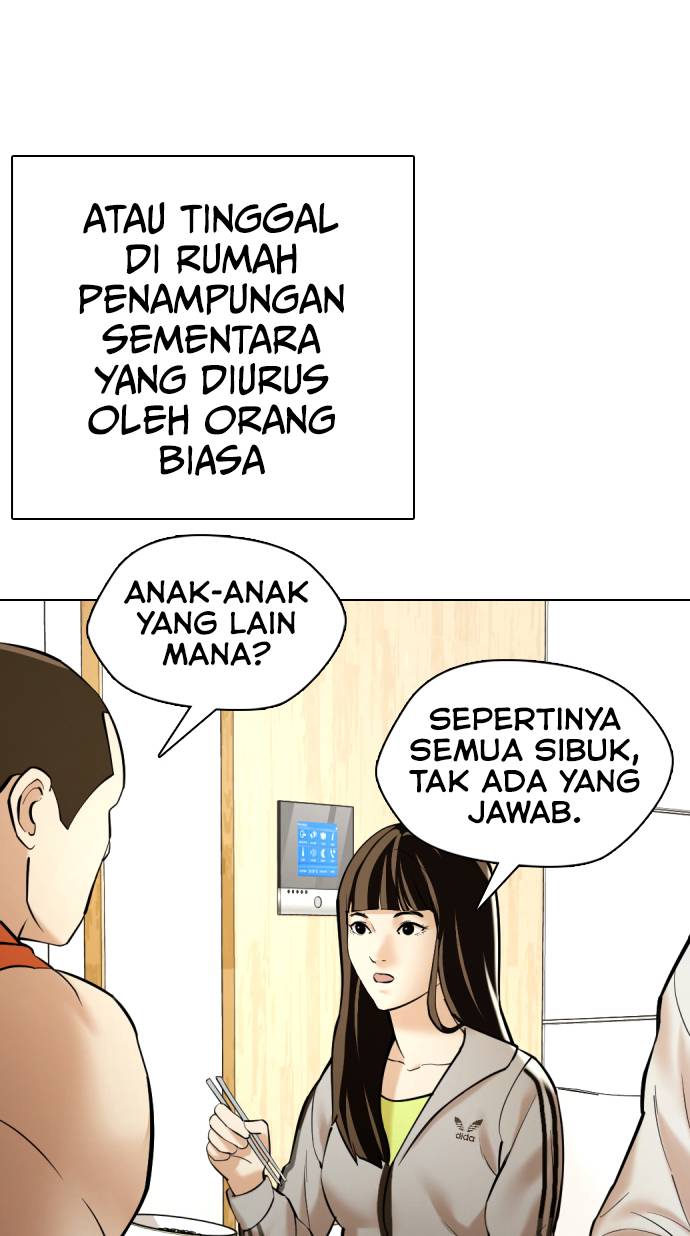 ATAU TINGGAL
DI RUMAH
PENAMPUNGAN
SEMENTARA
YANG DIURUS
OLEH ORANG
BIASA
ANAK-ANAK
YANG LAIN
MANA?
SEPERTINYA
SEMUA SIBUK,
TAK ADA YANG
JAWAB.
dida